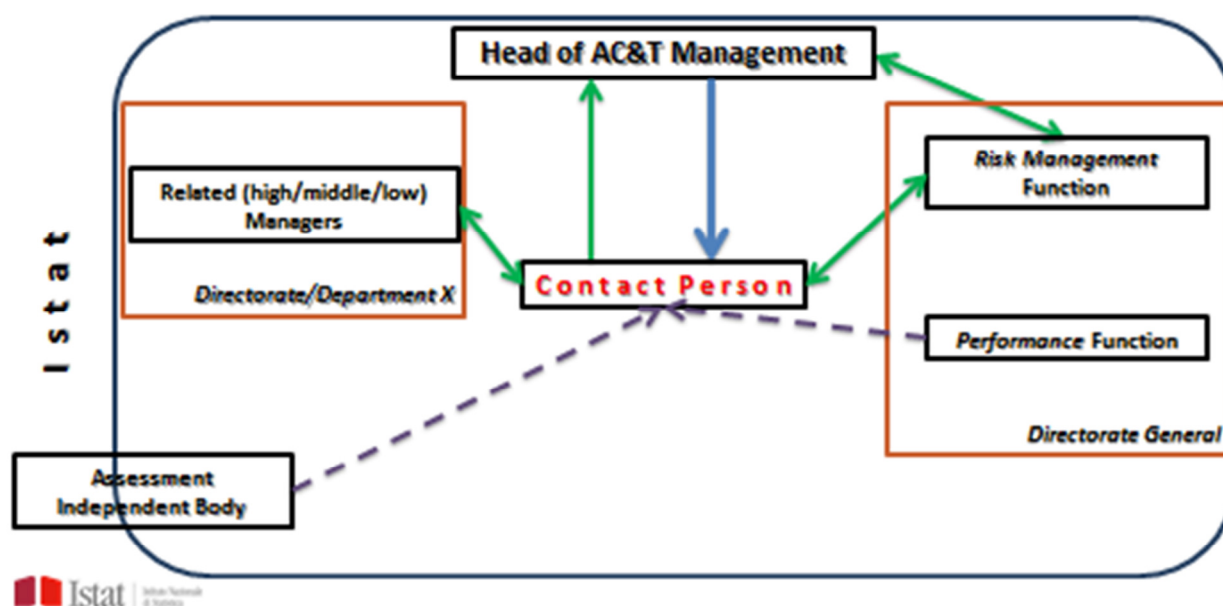 Head of AC&T Management
Related (high/middle/low)
Managers
Directorate/Department X
Risk Management
Function
Contact Person
Performance Function
Directorate General
Istat
Assessment
Independent Body
Istat